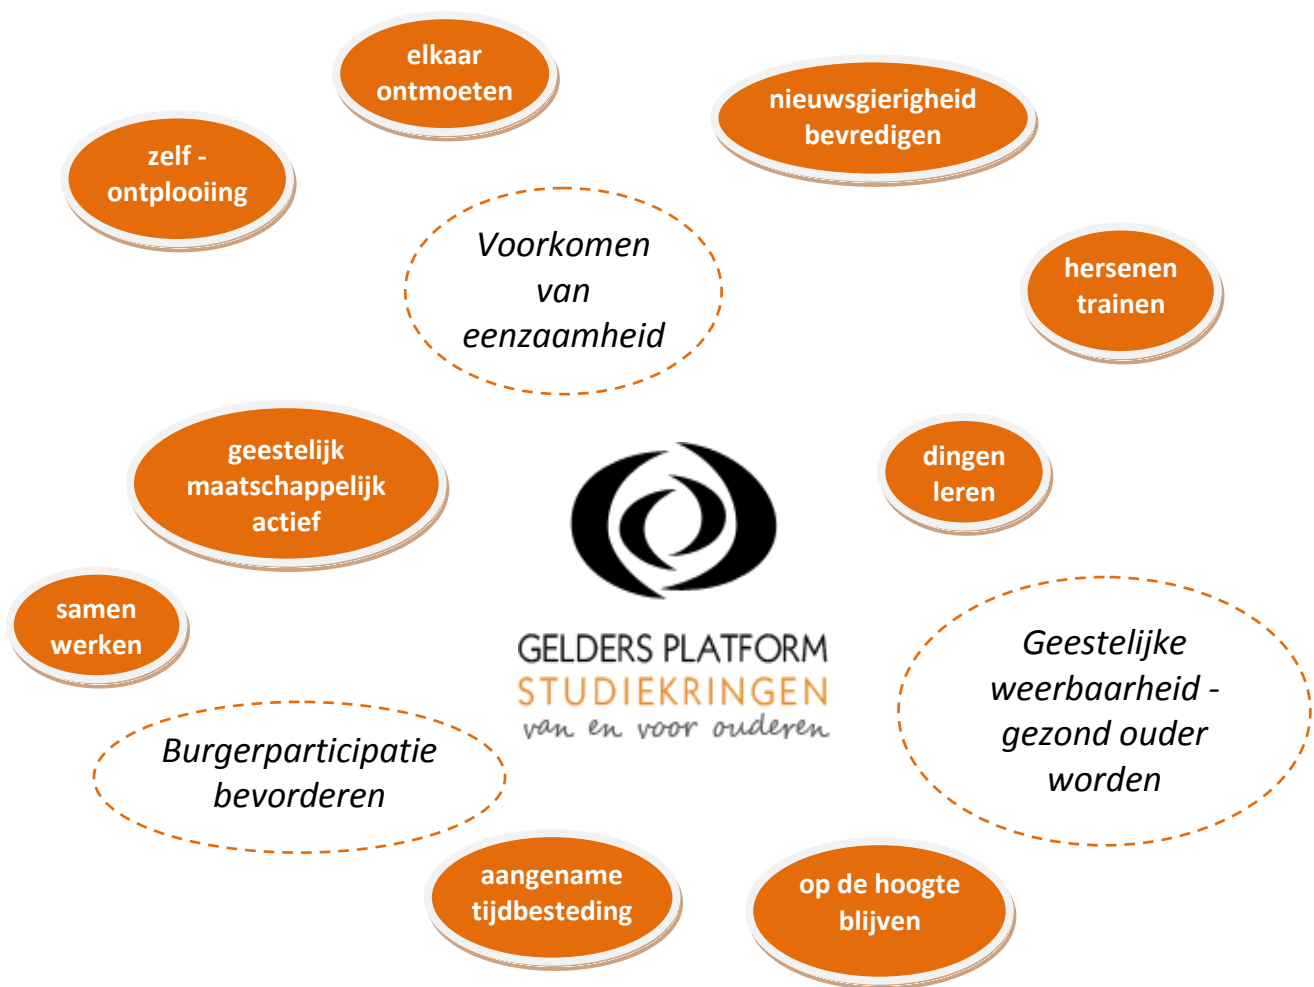 elkaar
ontmoeten
nieuwsgierigheid
bevredigen
zelf -
ontplooiing
Voorkomen
van
eenzaamheid
hersenen
trainen
geestelijk
maatschappelijk
actief
dingen
leren
samen
werken
GELDERS PLATFORM
STUDIEKRINGEN
van en voor ouderen
Geestelijke
weerbaarheid -
gezond ouder
worden
Burgerparticipatie
bevorderen
aangename
tijdbesteding
op de hoogte
blijven